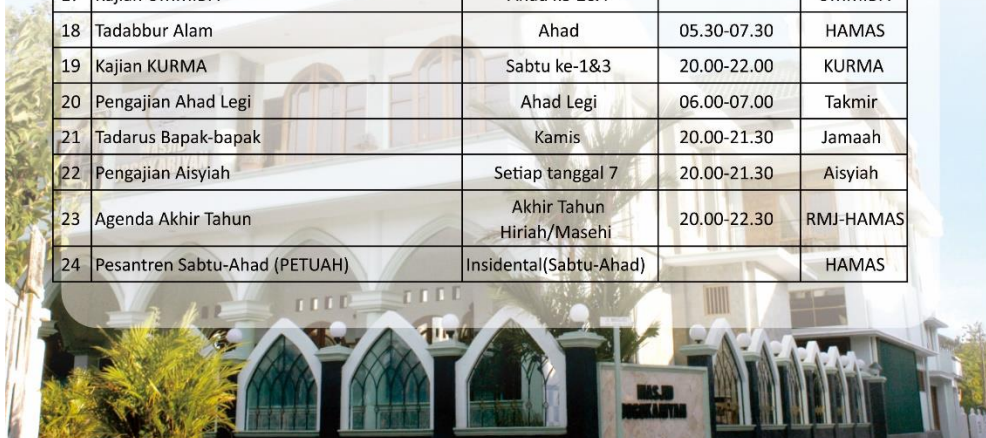 18 Tadabbur Alam Ahad 05.30-07.30 HAMAS
19 Kajian KURMA Sabtu ke-1&3 20.00-22.00 KURMA
20 Pengajian Ahad Legi Ahad Legi 06.00-07.00 Takmir
21 Tadarus Bapak-bapak Kamis 20.00-21.30 Jamaah
22 Pengajian Aisyiah Setiap tanggal 7 20.00-21.30 Aisyiah
23 Agenda Akhir Tahun Akhir Tahun 20.00-22.30 RMJ-HAMAS
Hiriah/Masehi
24 Pesantren Sabtu-Ahad (PETUAH) Insidental(Sabtu-Ahad) HAMAS
MASJID